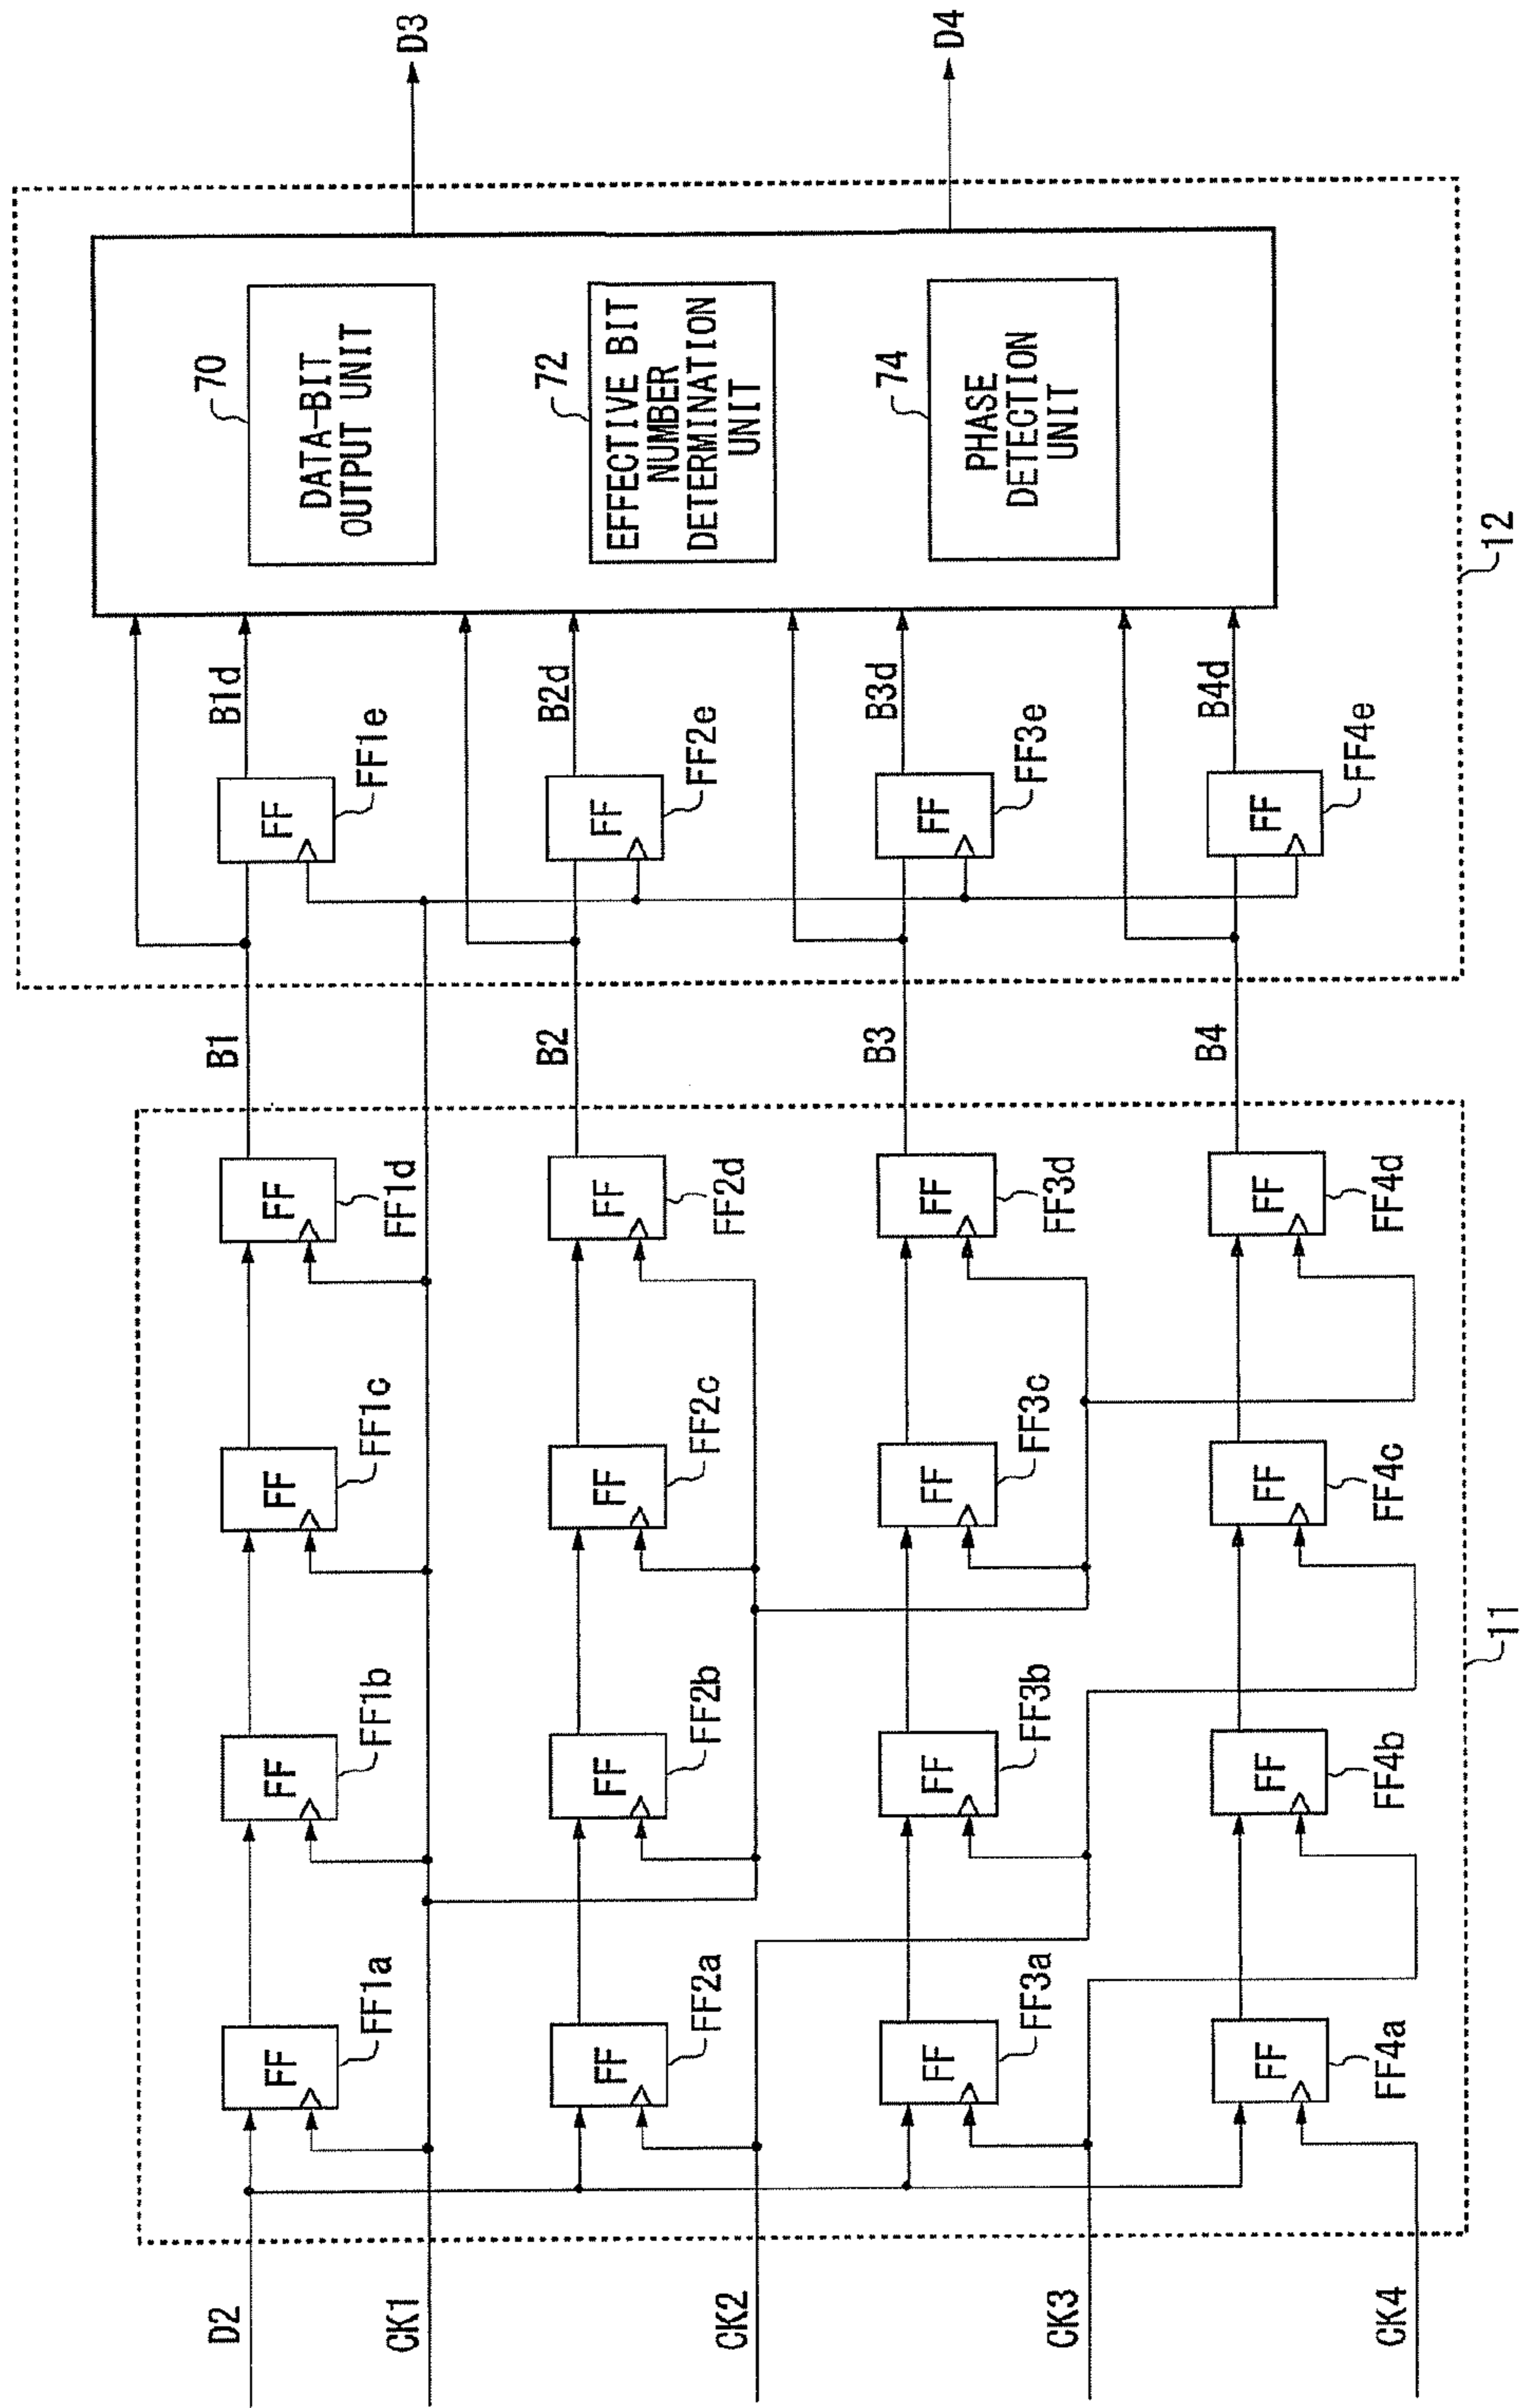 D2
CK1
CK2
CK3
CK4
FF
FF1a
FF
FF1b
FF
FF1c
FF
FF1d
B1
FF
FF1e
B1d
FF
FF2a
FF
FF2b
FF
FF2c
FF
FF2d
B2
FF
FF2e
B2d
FF
FF3a
FF
FF3b
FF
FF3c
FF
FF3d
B3
FF
FF3e
B3d
FF
FF4a
FF
FF4b
FF
FF4c
FF
FF4d
B4
FF
FF4e
B4d
11
12
70
DATA-BIT
OUTPUT UNIT
72
EFFECTIVE BIT
NUMBER
DETERMINATION
UNIT
74
PHASE
DETECTION
UNIT
D3
D4